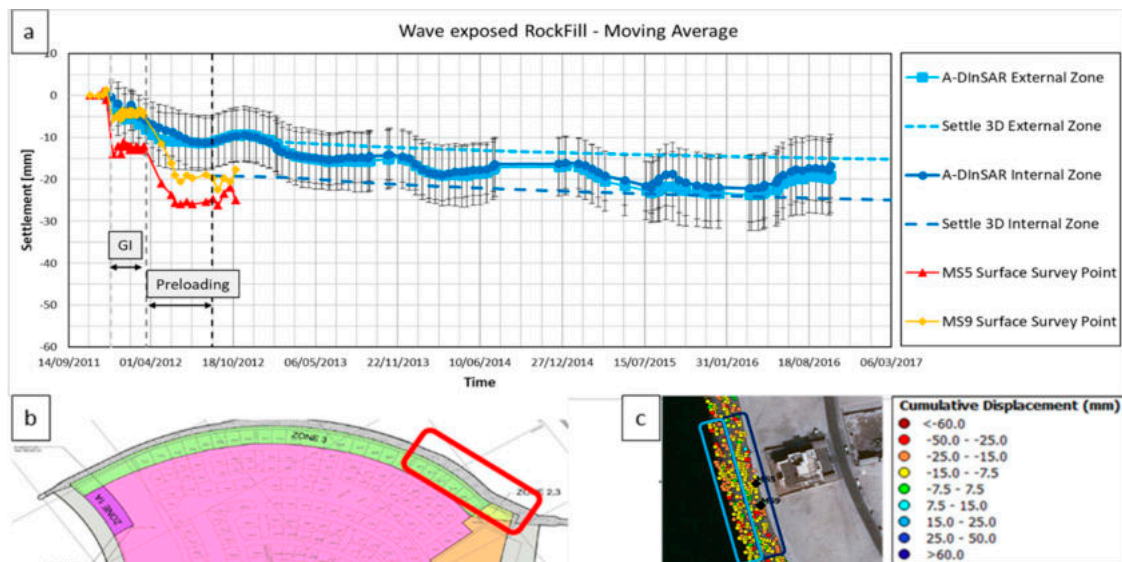 a
Wave exposed RockFill - Moving Average
20
10
0
-10
-20
-30
-40
-50
-60
Settlement [mm]
GI
Preloading
14/09/2011 01/04/2012 18/10/2012 06/05/2013 22/11/2013 10/06/2014 27/12/2014 15/07/2015 31/01/2016 18/08/2016 06/03/2017
Time
A-DInSAR External Zone
Settle 3D External Zone
A-DInSAR Internal Zone
Settle 3D Internal Zone
MS5 Surface Survey Point
MS9 Surface Survey Point
b
ZONE 3
ZONE 2,3
ZONE 1A
c
Cumulative Displacement (mm)
<-60.0
-50.0 - -25.0
-25.0 - -15.0
-15.0 - -7.5
-7.5 - 7.5
7.5 - 15.0
15.0 - 25.0
25.0 - 50.0
>60.0